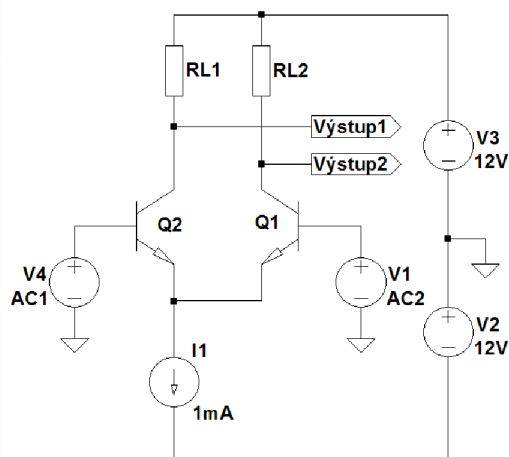 RL1
RL2
Výstup1
V3
12V
Výstup2
Q2
Q1
V4
AC1
V1
AC2
V2
12V
I1
1mA